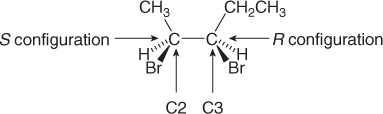 CH₃ CH₂CH₃
S configuration C C R configuration
H Br H Br
C2 C3